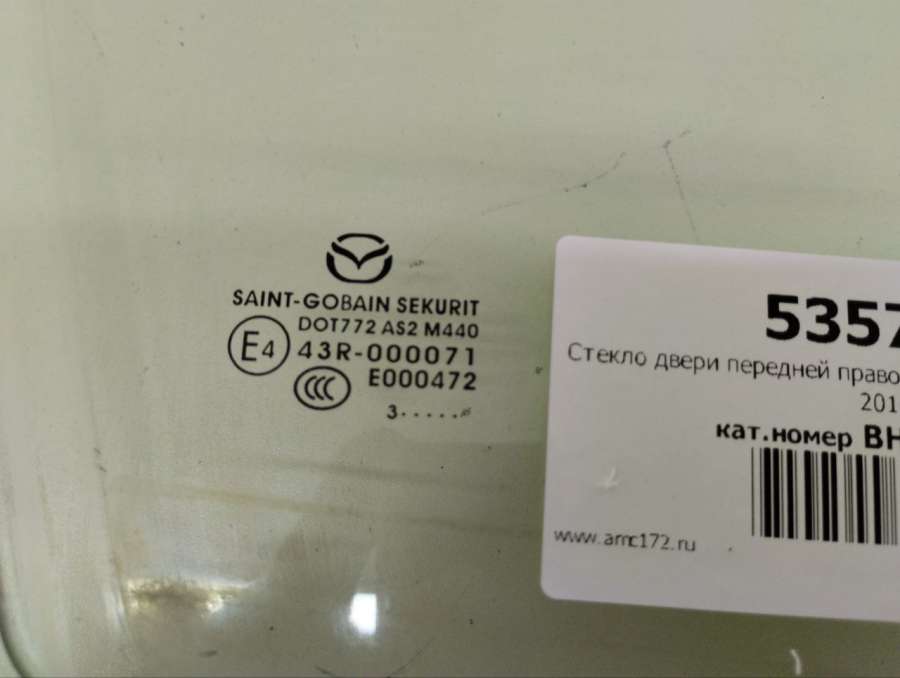 SAINT-GOBAIN SEKURIT
DOT772 AS2 M440
E4 43R-000071
CCC E000472
3.....
5357
Стекло двери передней право
201
кат.номер BH
www.amc172.ru